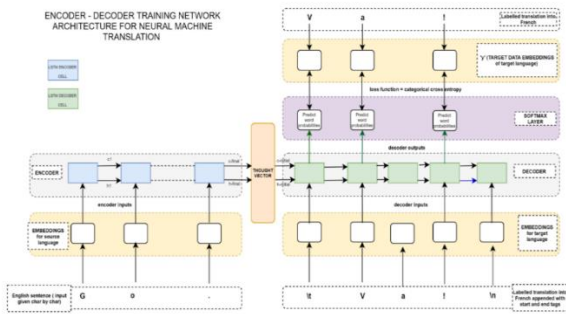 ENCODER - DECODER TRAINING NETWORK
ARCHITECTURE FOR NEURAL MACHINE
TRANSLATION
LSTM ENCODER
CELL
LSTM DECODER
CELL
Labelled translation into
French
V a !
'y' (TARGET DATA EMBEDDINGS
of target language)
loss function = categorical cross entropy
Predict
word
probabilities
Predict
word
probabilities
Predict
word
probabilities
SOFTMAX
LAYER
decoder outputs
ENCODER
THOUGHT
VECTOR
DECODER
encoder inputs
decoder inputs
EMBEDDINGS
for source
language
EMBEDDINGS
for target
language
English sentence ( input
given char by char)
G o .
\t V a ! \n
Labelled translation into
French appended with
start and end tags